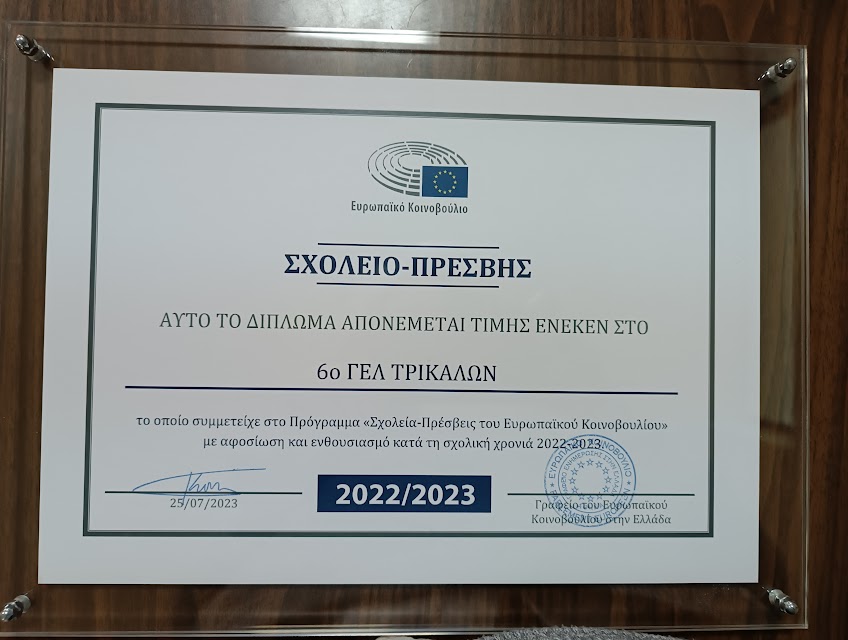 Ευρωπαϊκό Κοινοβούλιο
ΣΧΟΛΕΙΟ-ΠΡΕΣΒΗΣ
ΑΥΤΟ ΤΟ ΔΙΠΛΩΜΑ ΑΠΟΝΕΜΕΤΑΙ ΤΙΜΗΣ ΕΝΕΚΕΝ ΣΤΟ
6ο ΓΕΛ ΤΡΙΚΑΛΩΝ
το οποίο συμμετείχε στο Πρόγραμμα «Σχολεία-Πρέσβεις του Ευρωπαϊκού Κοινοβουλίου»
με αφοσίωση και ενθουσιασμό κατά τη σχολική χρονιά 2022-2023.
25/07/2023
2022/2023
Γραφείο του Ευρωπαϊκού
Κοινοβουλίου στην Ελλάδα
ΕΥΡΩΠΑΪΚΟ ΚΟΙΝΟΒΟΥΛΙΟ